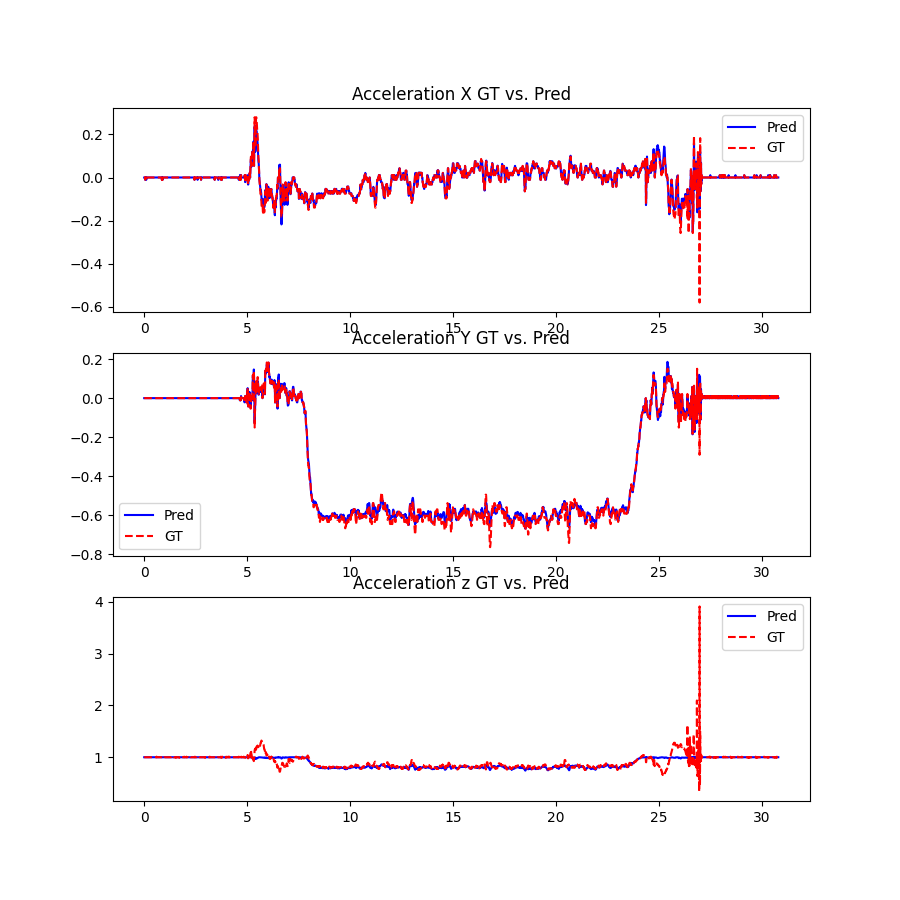 Acceleration X GT vs. Pred
0.2
0.0
−0.2
−0.4
−0.6
Pred
GT
0 5 10 15 20 25 30
Acceleration Y GT vs. Pred
0.2
0.0
−0.2
−0.4
−0.6
−0.8
Pred
GT
0 5 10 15 20 25 30
Acceleration z GT vs. Pred
4
3
2
1
Pred
GT
0 5 10 15 20 25 30